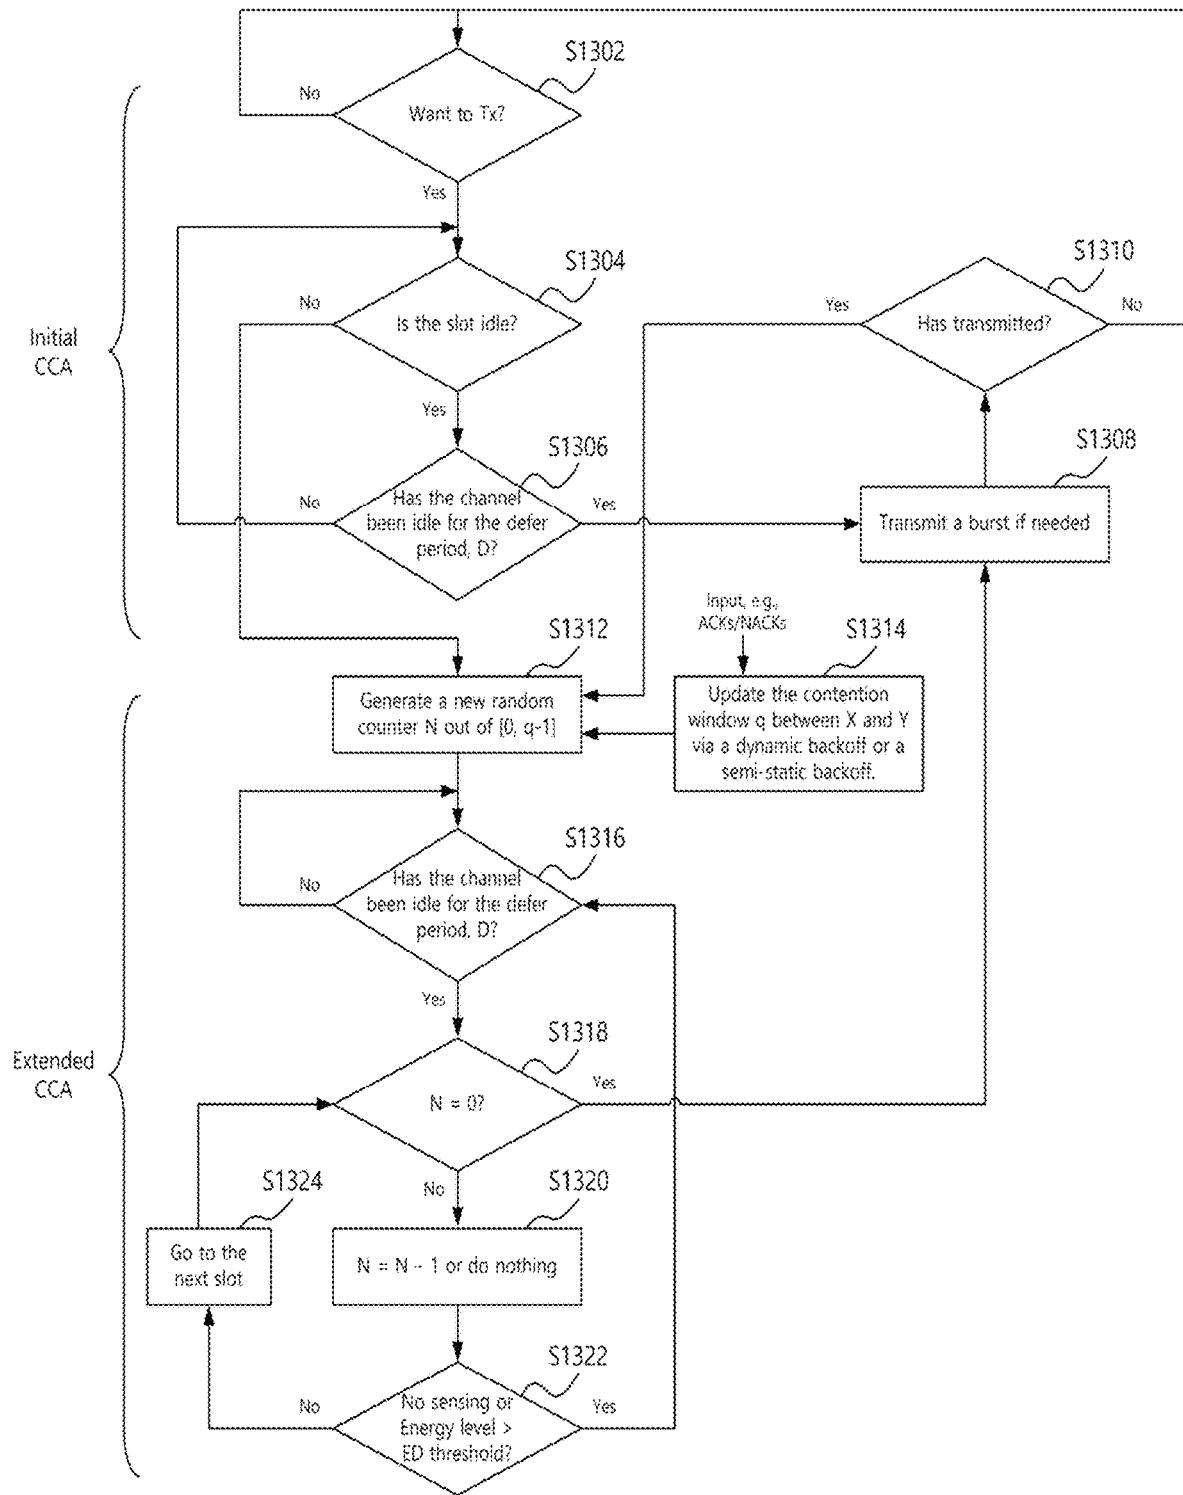 S1302
No
Want to Tx?
Yes
S1304
No
Is the slot idle?
Yes
Initial
CCA
S1310
Yes
No
Has transmitted?
S1306
No
Has the channel
been idle for the defer
period, D?
Yes
S1308
Transmit a burst if needed
Input, e.g.,
ACKs/NACKs
S1312
Generate a new random
counter N out of [0, q-1]
S1314
Update the contention
window q between X and Y
via a dynamic backoff or a
semi-static backoff.
S1316
No
Has the channel
been idle for the defer
period, D?
Yes
Extended
CCA
S1318
N = 0?
Yes
No
S1324
Go to the
next slot
S1320
N = N - 1 or do nothing
S1322
No
No sensing or
Energy level >
ED threshold?
Yes